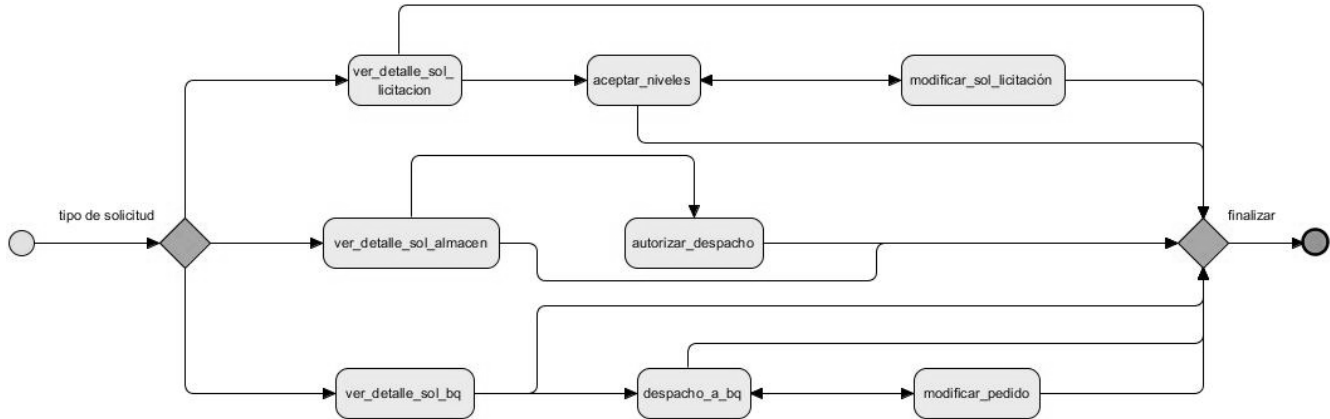 ver_detalle_sol_
licitacion
aceptar_niveles
modificar_sol_licitación
tipo de solicitud
finalizar
ver_detalle_sol_almacen
autorizar_despacho
ver_detalle_sol_bq
despacho_a_bq
modificar_pedido